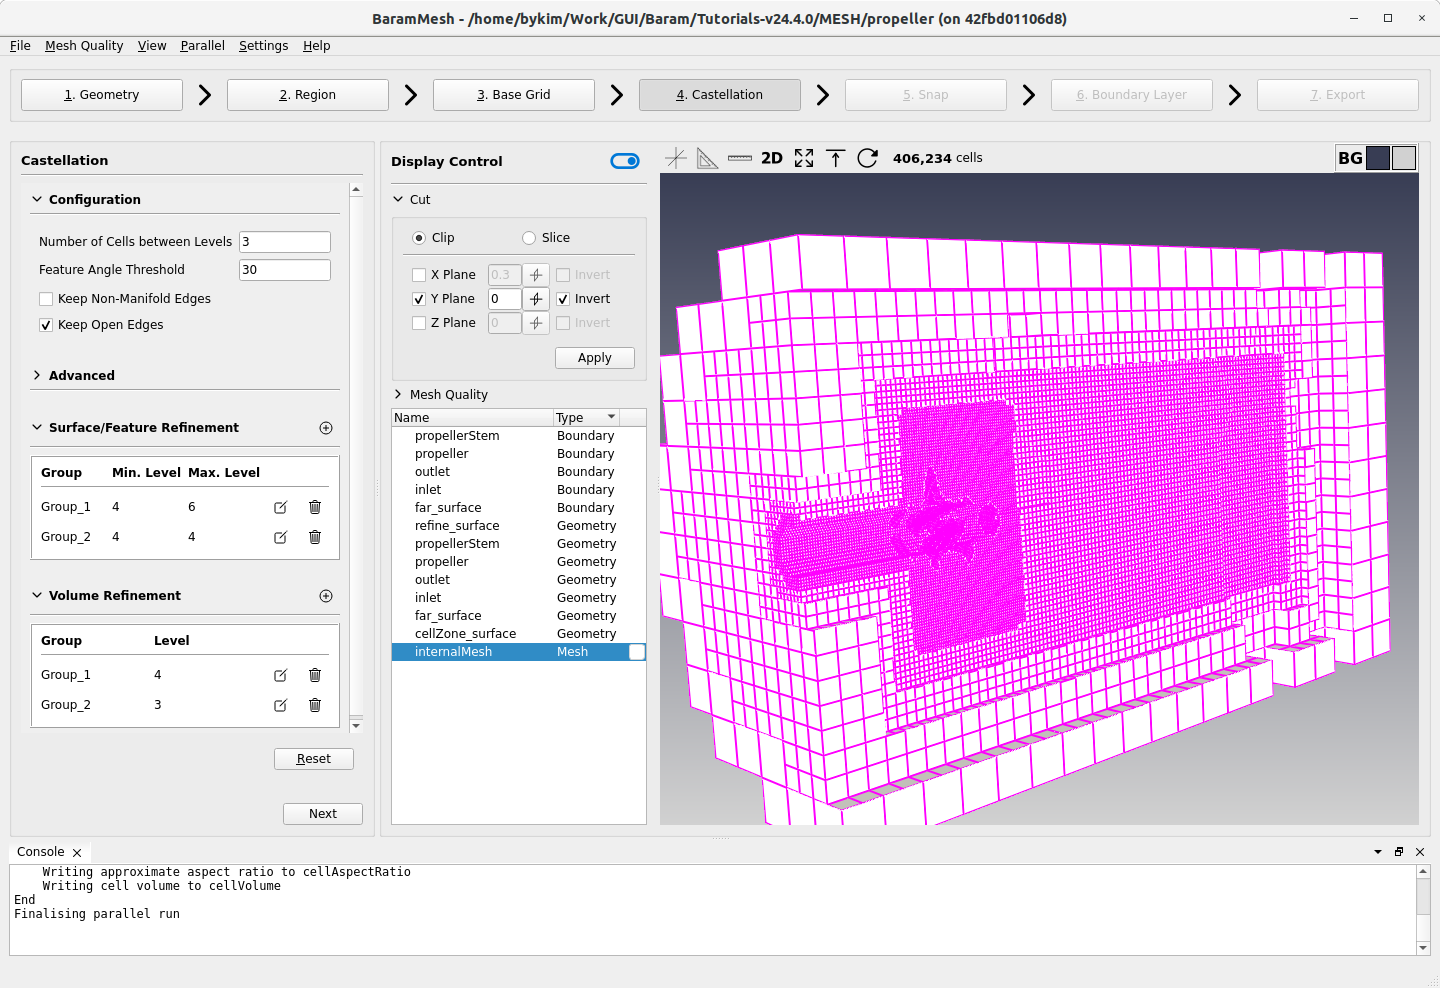 BaramMesh - /home/bykim/Work/GUI/Baram/Tutorials-v24.4.0/MESH/propeller (on 42fbd01106d8)
File Mesh Quality View Parallel Settings Help
1. Geometry 2. Region 3. Base Grid 4. Castellation 5. Snap 6. Boundary Layer 7. Export
Castellation
Configuration
Number of Cells between Levels 3
Feature Angle Threshold 30
Keep Non-Manifold Edges
Keep Open Edges
Advanced
Surface/Feature Refinement
Group Min. Level Max. Level
Group_1 4 6
Group_2 4 4
Volume Refinement
Group Level
Group_1 4
Group_2 3
Reset
Next
Display Control
Cut
Clip Slice
X Plane 0.3 Invert
Y Plane 0 Invert
Z Plane 0 Invert
Apply
Mesh Quality
Name Type
propellerStem Boundary
propeller Boundary
outlet Boundary
inlet Boundary
far_surface Boundary
refine_surface Geometry
propellerStem Geometry
propeller Geometry
outlet Geometry
inlet Geometry
far_surface Geometry
cellZone_surface Geometry
internalMesh Mesh
2D 406,234 cells BG
Console
Writing approximate aspect ratio to cellAspectRatio
Writing cell volume to cellVolume
End
Finalising parallel run